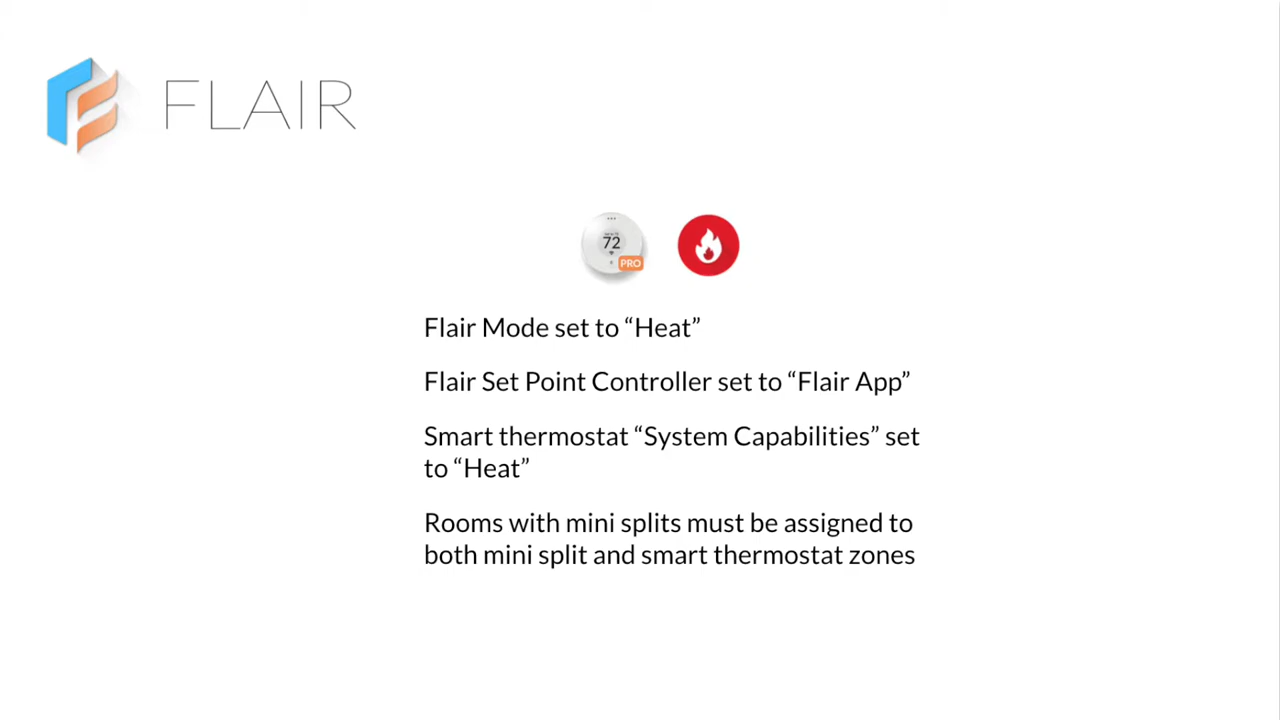 FLAIR
72
PRO
Flair Mode set to “Heat”
Flair Set Point Controller set to “Flair App”
Smart thermostat “System Capabilities” set
to “Heat”
Rooms with mini splits must be assigned to
both mini split and smart thermostat zones